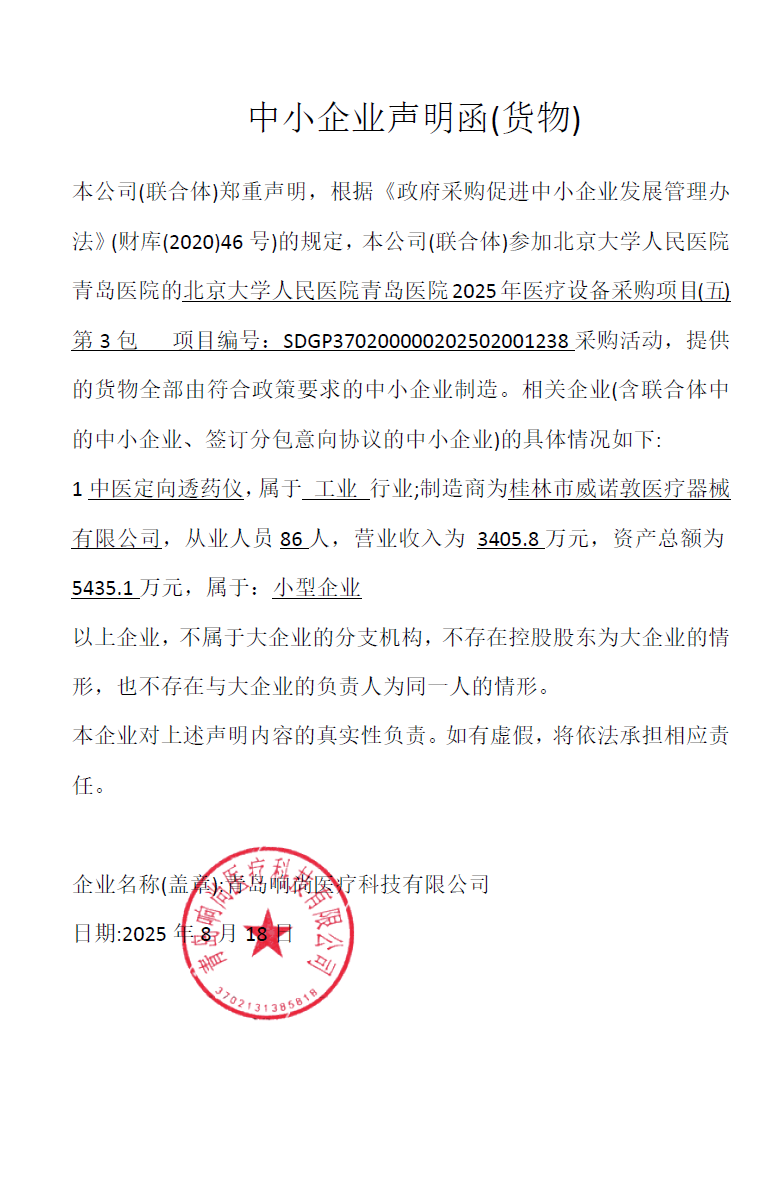 中小企业声明函(货物)
本公司(联合体)郑重声明，根据《政府采购促进中小企业发展管理办
法》(财库(2020)46 号)的规定，本公司(联合体)参加北京大学人民医院
青岛医院的北京大学人民医院青岛医院 2025 年医疗设备采购项目(五)
第 3 包 项目编号：SDGP370200000202502001238 采购活动，提供
的货物全部由符合政策要求的中小企业制造。相关企业(含联合体中
的中小企业、签订分包意向协议的中小企业)的具体情况如下:
1 中医定向透药仪，属于 工业 行业;制造商为桂林市威诺敦医疗器械
有限公司，从业人员 86 人，营业收入为 3405.8 万元，资产总额为
5435.1 万元，属于：小型企业
以上企业，不属于大企业的分支机构，不存在控股股东为大企业的情
形，也不存在与大企业的负责人为同一人的情形。
本企业对上述声明内容的真实性负责。如有虚假，将依法承担相应责
任。
企业名称(盖章):青岛响尚医疗科技有限公司
日期:2025 年 8 月 18 日
青岛响尚医疗科技有限公司
3702131385818